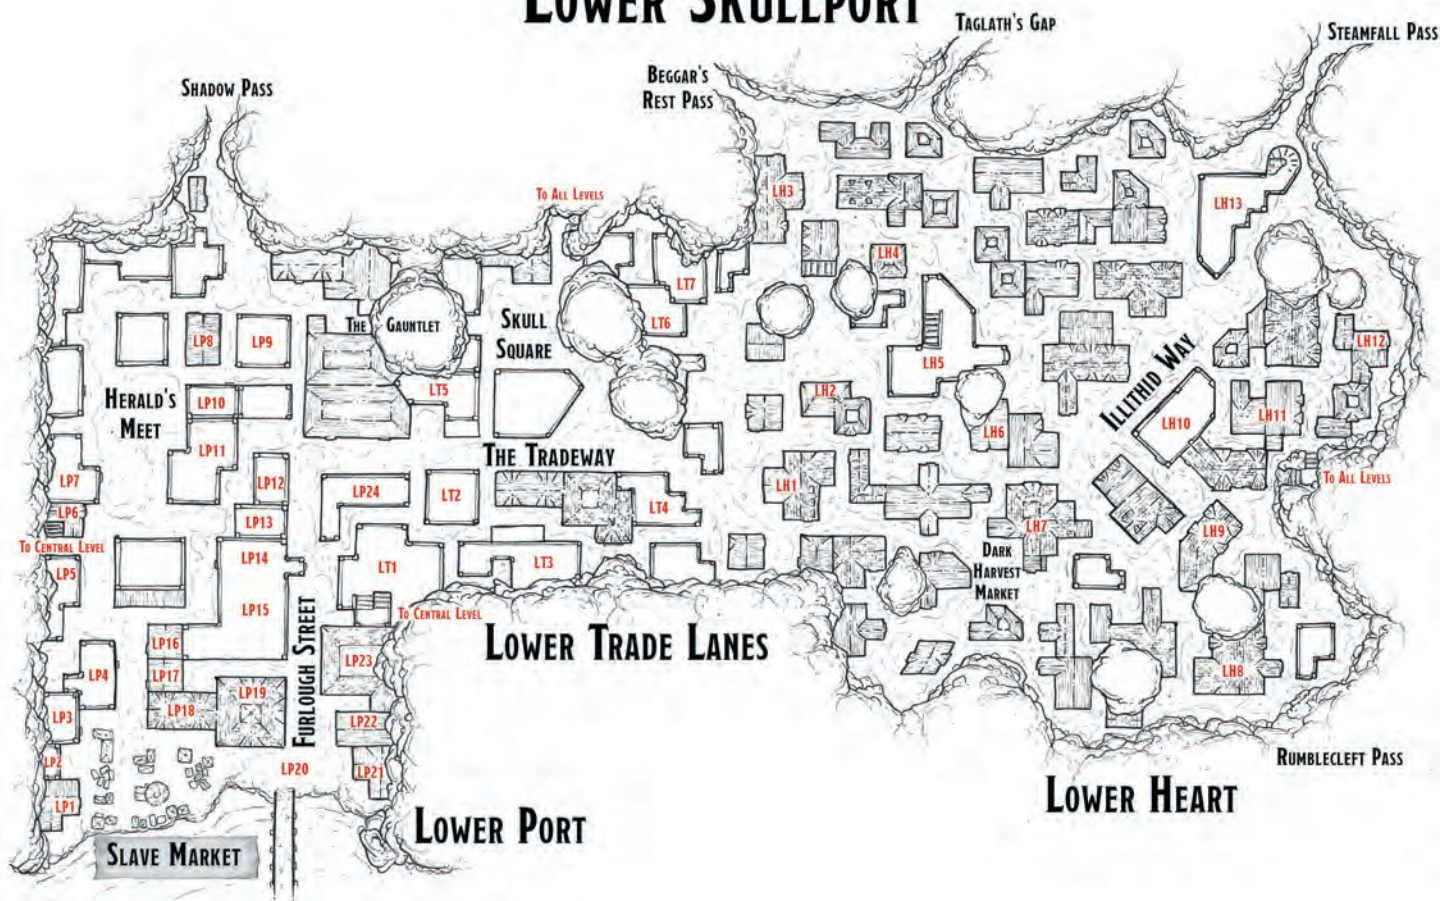 LOWER SKULLPORT
TAGLATH'S GAP
STEAMFALL PASS
BEGGAR'S
REST PASS
SHADOW PASS
TO ALL LEVELS
LH3
LH13
LH4
LT7
LT6
THE GAUNTLET
SKULL
SQUARE
LP8
LP9
LH5
LH12
ILLITHID WAY
LT5
LH2
HERALD'S
MEET
LP10
LP11
LH6
LH10
LH11
THE TRADEWAY
LP7
LP12
LP24
LT2
LT4
LH1
TO ALL LEVELS
LP6
LP13
LH7
LH9
TO CENTRAL LEVEL
LP14
LP5
LT1
LT3
DARK
HARVEST
MARKET
LP15
FURLOUGH STREET
TO CENTRAL LEVEL
LOWER TRADE LANES
LP16
LP4
LP17
LP23
LH8
LP19
LP18
LP3
LP22
LP2
LP20
LP21
RUMBLECLEFT PASS
LP1
LOWER HEART
LOWER PORT
SLAVE MARKET